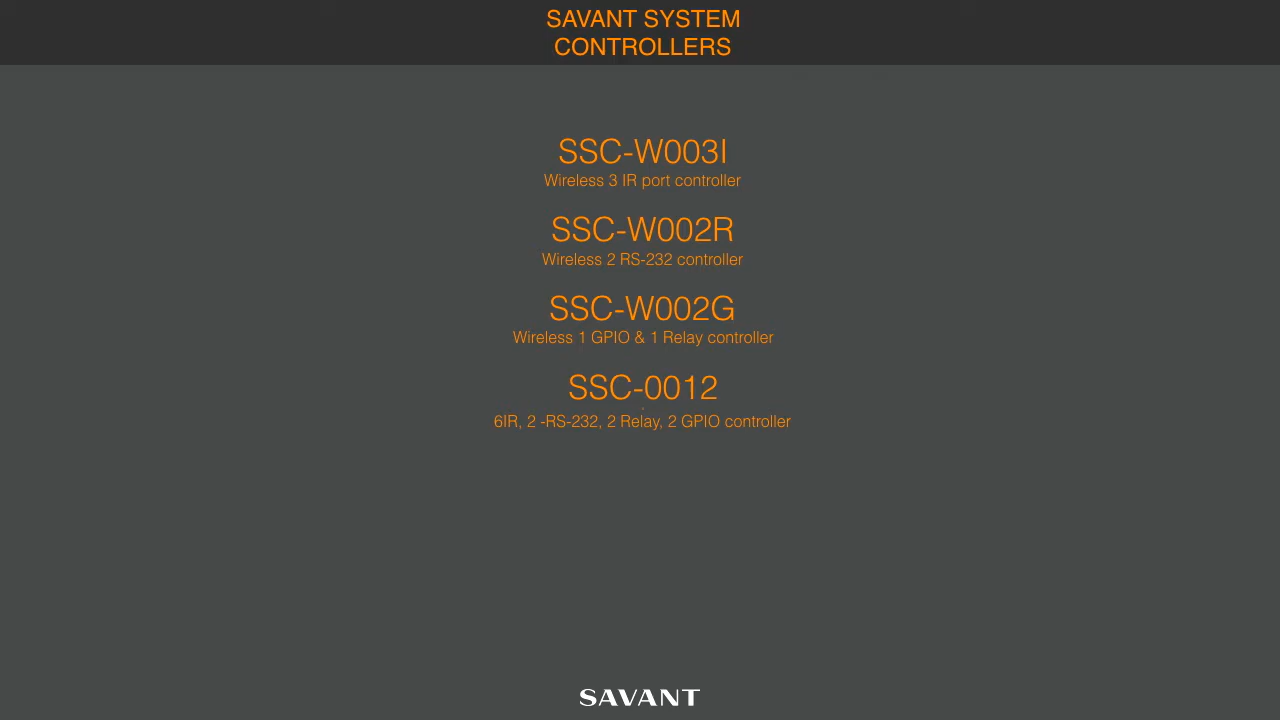 SAVANT SYSTEM
CONTROLLERS
SSC-W003I
Wireless 3 IR port controller
SSC-W002R
Wireless 2 RS-232 controller
SSC-W002G
Wireless 1 GPIO & 1 Relay controller
SSC-0012
6IR, 2 -RS-232, 2 Relay, 2 GPIO controller
SAVANT